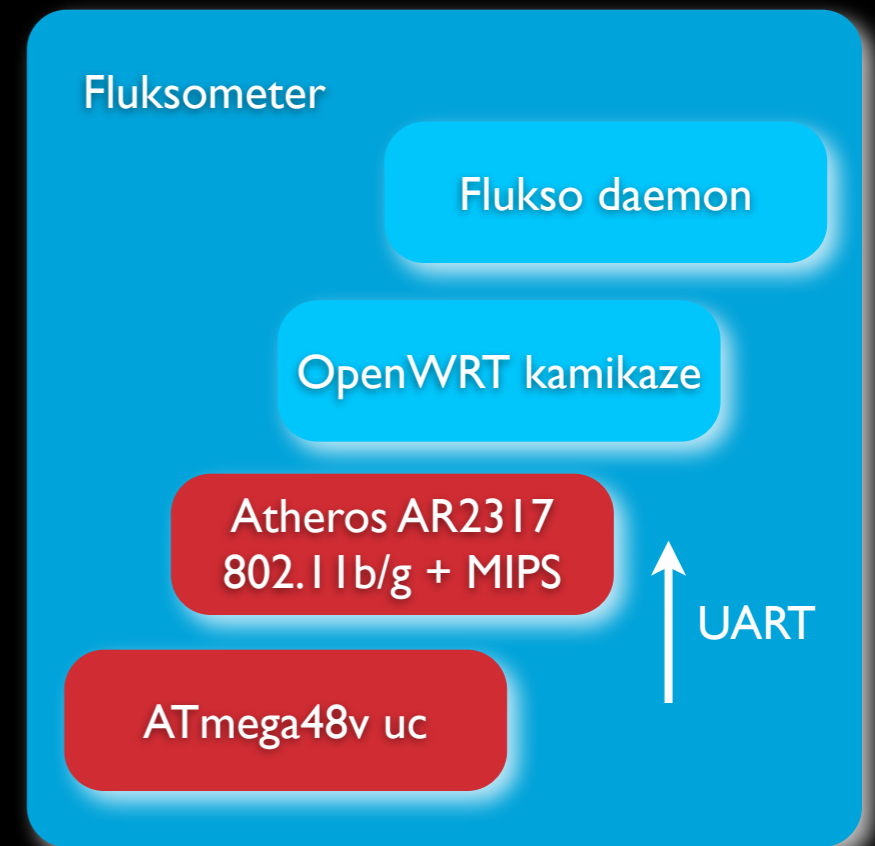 Fluksometer
Flukso daemon
OpenWRT kamikaze
Atheros AR2317
802.11b/g + MIPS
UART
ATmega48v uc